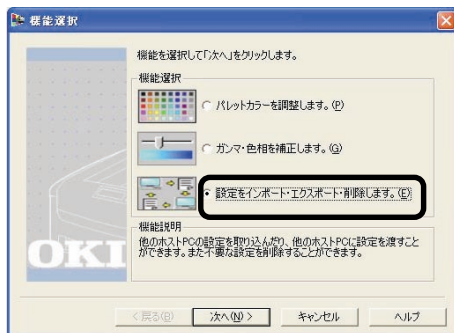 機能選択
機能を選択して「次へ」をクリックします。
機能選択
パレットカラーを調整します。(P)
ガンマ・色相を補正します。(G)
設定をインポート・エクスポート・削除します。(E)
機能説明
他のホストPCの設定を取り込んだり、他のホストPCに設定を渡すことができます。また不要な設定を削除することができます。
OKI
< 戻る(B) 次へ(N) > キャンセル ヘルプ